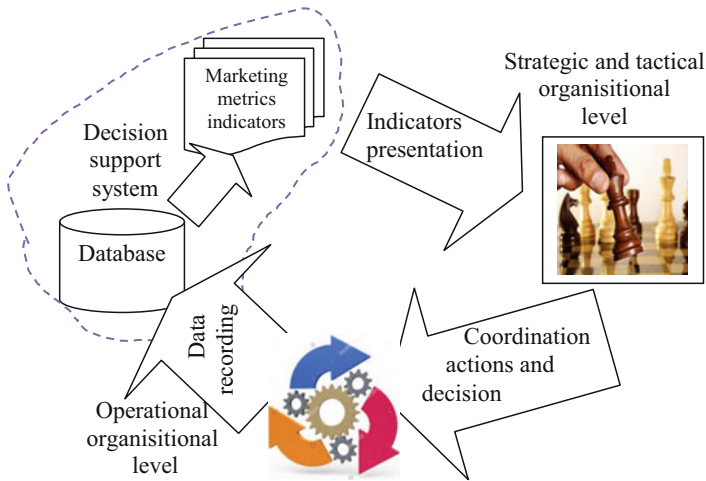 Marketing
metrics
indicators
Decision
support
system
Database
Indicators
presentation
Strategic and tactical
organisitional
level
Coordination
actions and
decision
Data
recording
Operational
organisitional
level